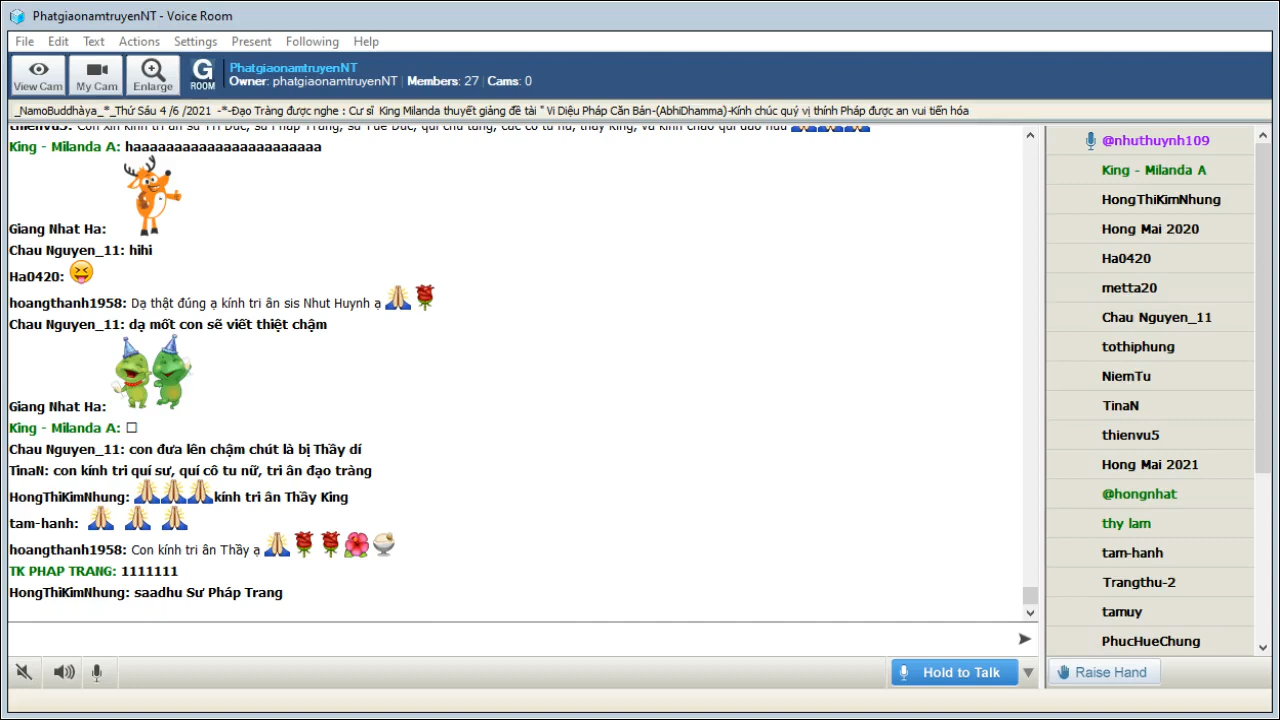 PhatgiaonamtruyenNT - Voice Room
File Edit Text Actions Settings Present Following Help
View Cam My Cam Enlarge G ROOM
PhatgiaonamtruyenNT
Owner: phatgiaonamtruyenNT Members: 27 Cams: 0
_NamoBuddhàya_*_Thứ Sáu 4 /6 /2021 -*-Đạo Tràng được nghe : Cư sĩ King Milanda thuyết giảng đề tài " Vi Diệu Pháp Căn Bản-(AbhiDhamma)-Kính chúc quý vị thính Pháp được an vui tiến hóa
King - Milanda A: haaaaaaaaaaaaaaaaaaaaaaa
Giang Nhat Ha:
Chau Nguyen_11: hihi
Ha0420:
hoangthanh1958: Dạ thật đúng ạ kính tri ân sis Nhut Huynh ạ
Chau Nguyen_11: dạ mốt con sẽ viết thiệt chậm
Giang Nhat Ha:
King - Milanda A:
Chau Nguyen_11: con đưa lên chậm chút là bị Thầy dí
TinaN: con kính tri quí sư, quí cô tu nữ, tri ân đạo tràng
HongThiKimNhung: kính tri ân Thầy King
tam-hanh:
hoangthanh1958: Con kính tri ân Thầy ạ
TK PHAP TRANG: 1111111
HongThiKimNhung: saadhu Sư Pháp Trang
Hold to Talk
@nhuthuynh109
King - Milanda A
HongThiKimNhung
Hong Mai 2020
Ha0420
metta20
Chau Nguyen_11
tothiphung
NiemTu
TinaN
thienvu5
Hong Mai 2021
@hongnhat
thy lam
tam-hanh
Trangthu-2
tamuy
PhucHueChung
Raise Hand